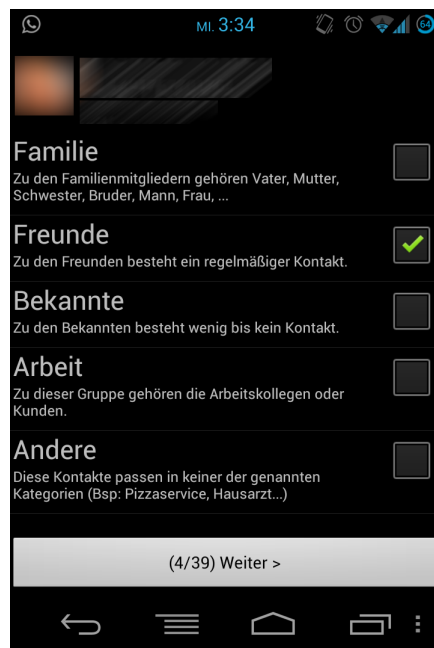 MI. 3:34
64
Familie
Zu den Familienmitgliedern gehören Vater, Mutter,
Schwester, Bruder, Mann, Frau, ...
Freunde
Zu den Freunden besteht ein regelmäßiger Kontakt.
Bekannte
Zu den Bekannten besteht wenig bis kein Kontakt.
Arbeit
Zu dieser Gruppe gehören die Arbeitskollegen oder
Kunden.
Andere
Diese Kontakte passen in keiner der genannten
Kategorien (Bsp: Pizzaservice, Hausarzt...)
(4/39) Weiter >